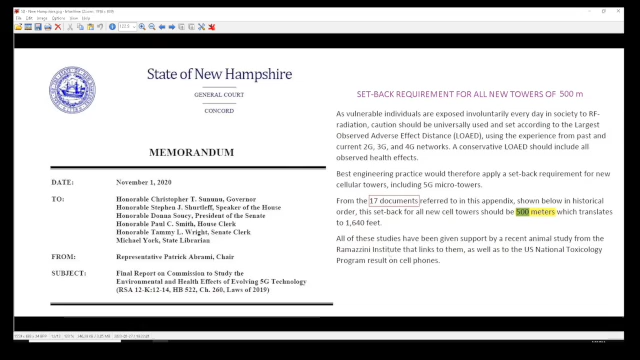 File Edit Image Options View Help
State of New Hampshire
GENERAL COURT
CONCORD
MEMORANDUM
DATE: November 1, 2020
TO: Honorable Christopher T. Sununu, Governor
Honorable Stephen J. Shurtleff, Speaker of the House
Honorable Donna Soucy, President of the Senate
Honorable Paul C. Smith, House Clerk
Honorable Tammy L. Wright, Senate Clerk
Michael York, State Librarian
FROM: Representative Patrick Abrami, Chair
SUBJECT: Final Report on Commission to Study the
Environmental and Health Effects of Evolving 5G Technology
(RSA 12-K:12-14, HB 522, Ch. 260, Laws of 2019)
SET-BACK REQUIREMENT FOR ALL NEW TOWERS OF 500 m
As vulnerable individuals are exposed involuntarily every day in society to RF-
radiation, caution should be universally used and set according to the Largest
Observed Adverse Effect Distance (LOAED), using the experience from past and
current 2G, 3G, and 4G networks. A conservative LOAED should include all
observed health effects.
Best engineering practice would therefore apply a set-back requirement for new
cellular towers, including 5G micro-towers.
From the 17 documents referred to in this appendix, shown below in historical
order, this set-back for all new cell towers should be 500 meters which translates
to 1,640 feet.
All of these studies have been given support by a recent animal study from the
Ramazzini Institute that links to them, as well as to the US National Toxicology
Program result on cell phones.